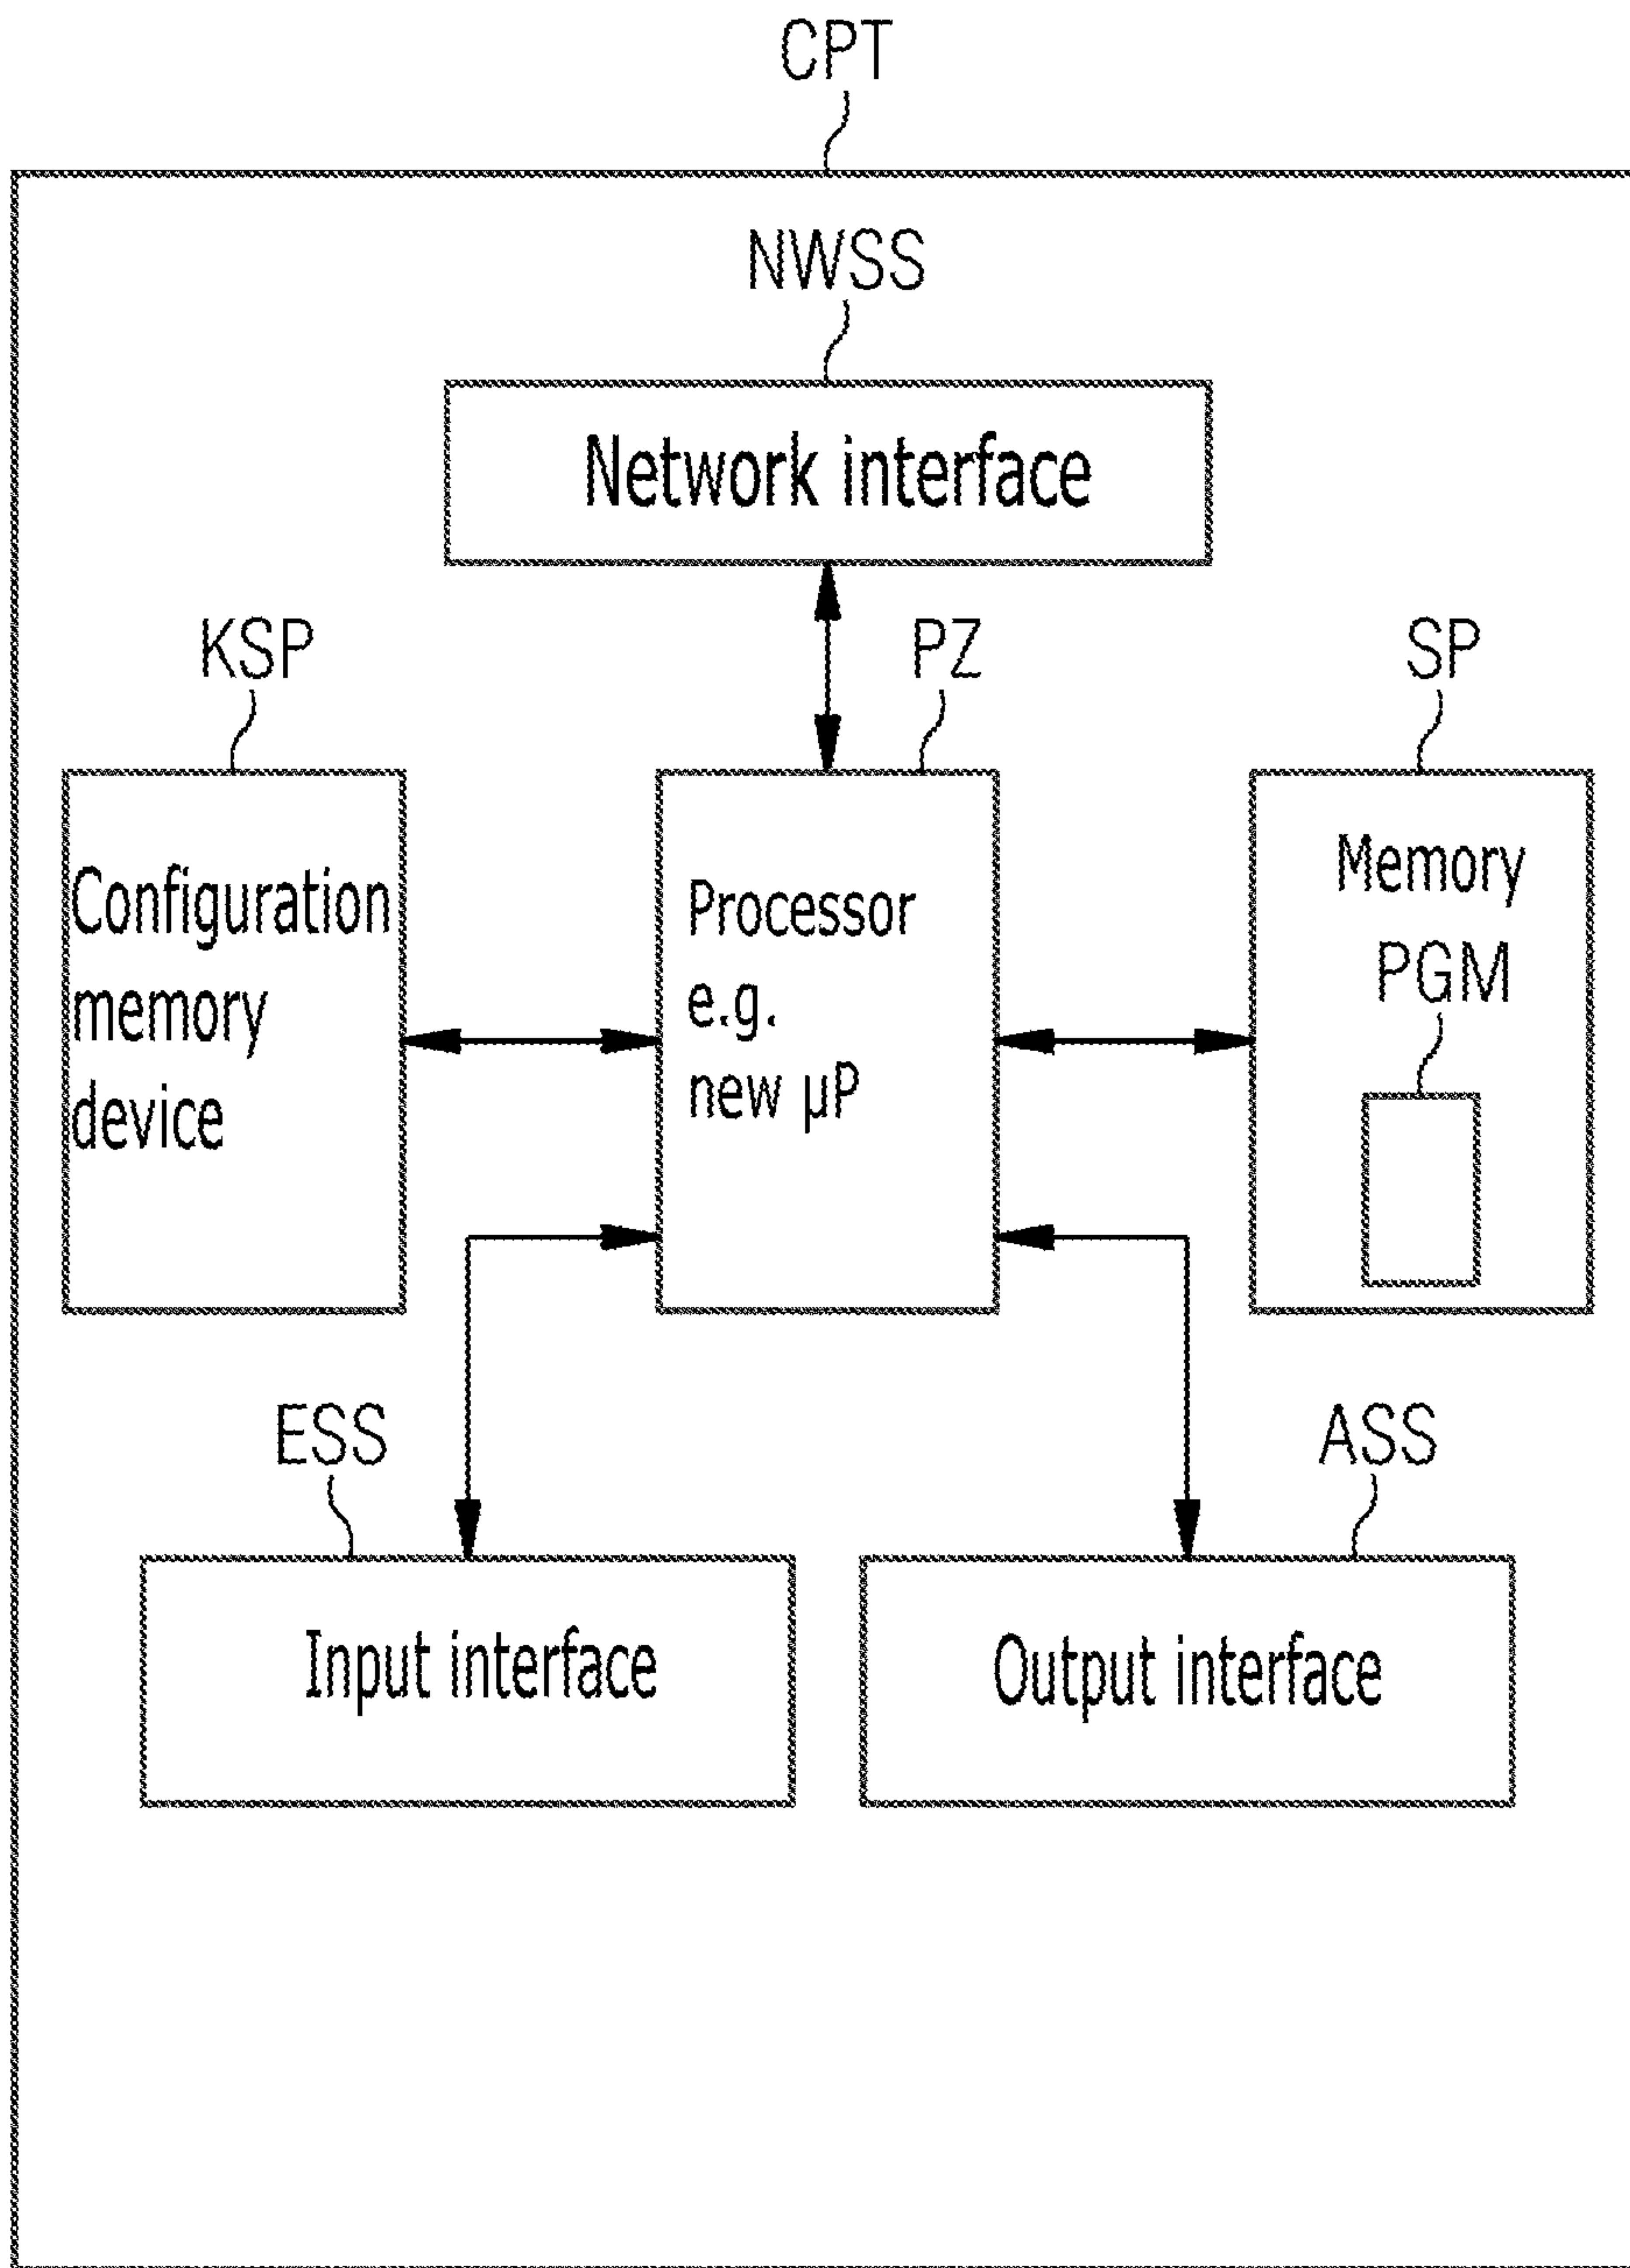 CPT
NWSS
Network interface
KSP
PZ
SP
Configuration
memory
device
Processor
e.g.
new µP
Memory
PGM
ESS
ASS
Input interface
Output interface